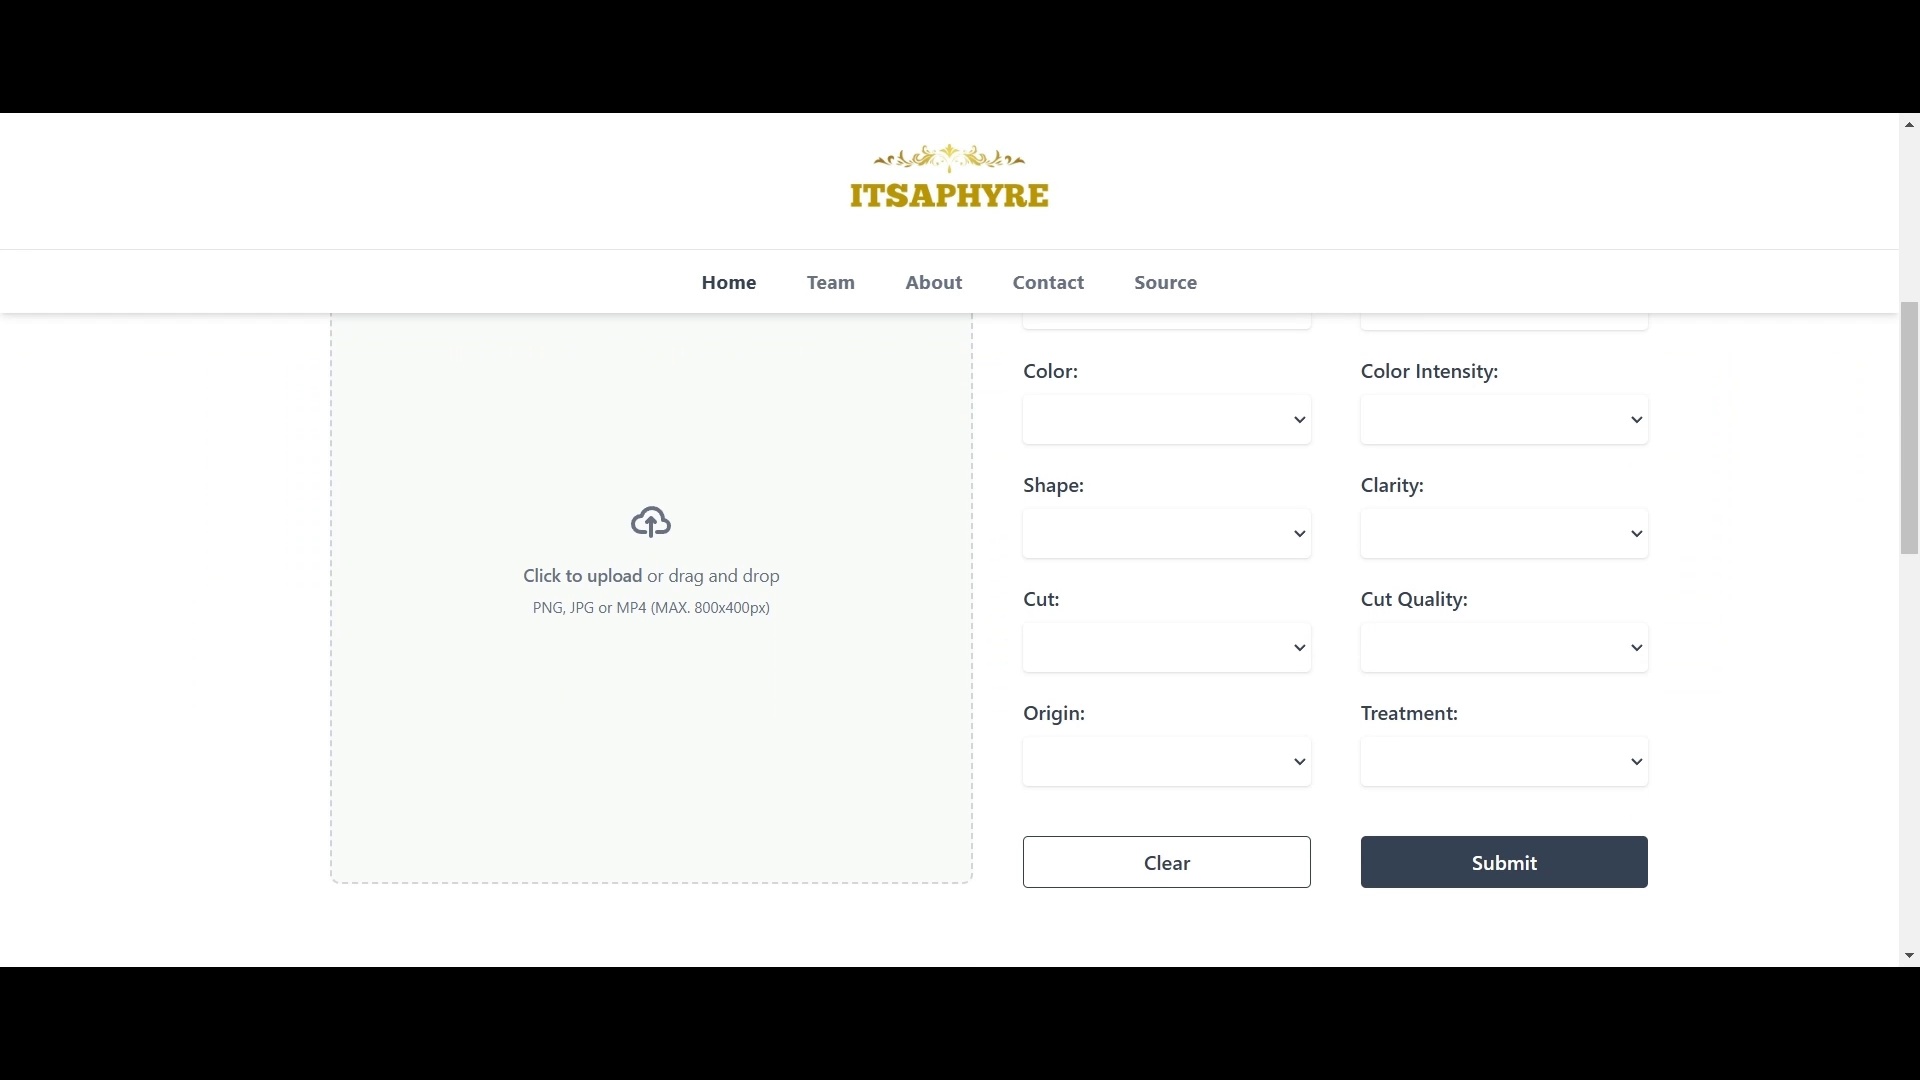 ITSAPHYRE
Home Team About Contact Source
Color: Color Intensity:
Shape: Clarity:
Click to upload or drag and drop
PNG, JPG or MP4 (MAX. 800x400px)
Cut: Cut Quality:
Origin: Treatment:
Clear Submit